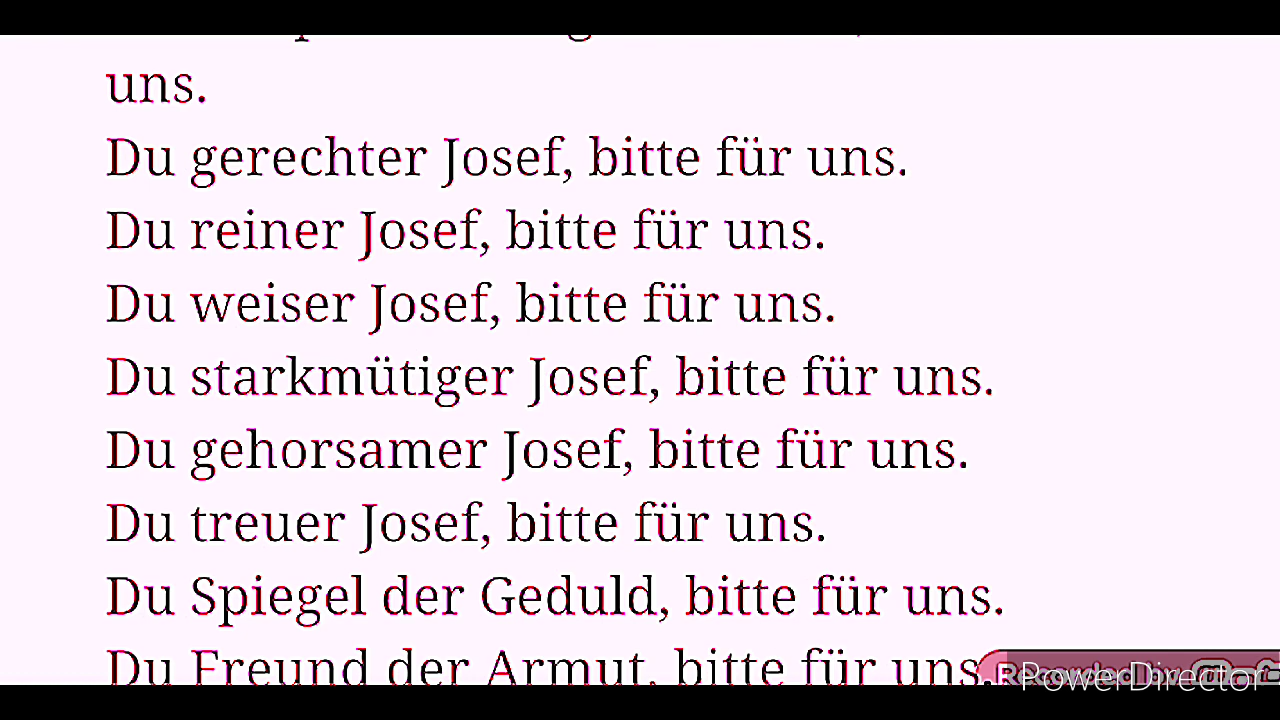 uns.
Du gerechter Josef, bitte für uns.
Du reiner Josef, bitte für uns.
Du weiser Josef, bitte für uns.
Du starkmütiger Josef, bitte für uns.
Du gehorsamer Josef, bitte für uns.
Du treuer Josef, bitte für uns.
Du Spiegel der Geduld, bitte für uns.
Du Freund der Armut, bitte für uns.
PowerDirector